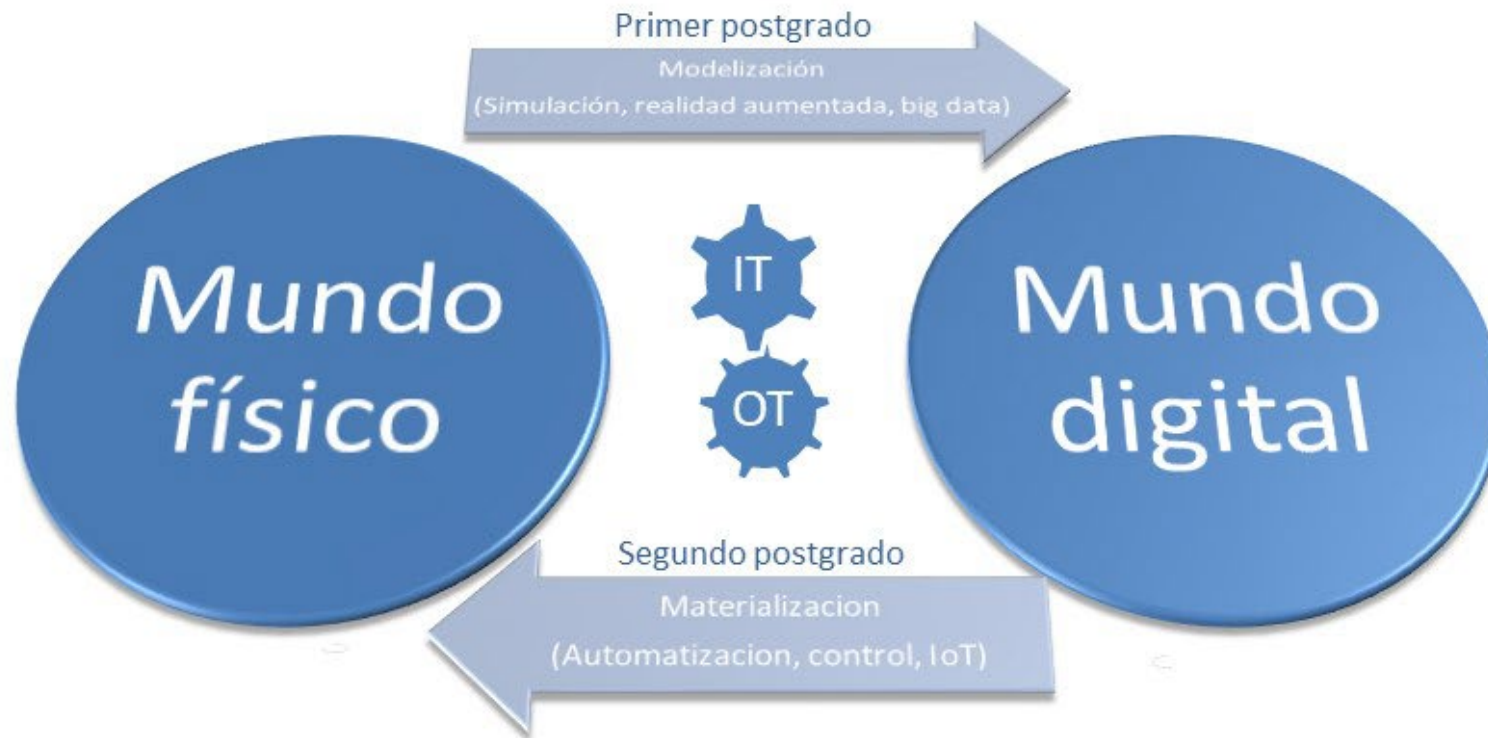 Primer postgrado
Modelización
(Simulación, realidad aumentada, big data)
Mundo
físico
IT
OT
Mundo
digital
Segundo postgrado
Materializacion
(Automatizacion, control, IoT)